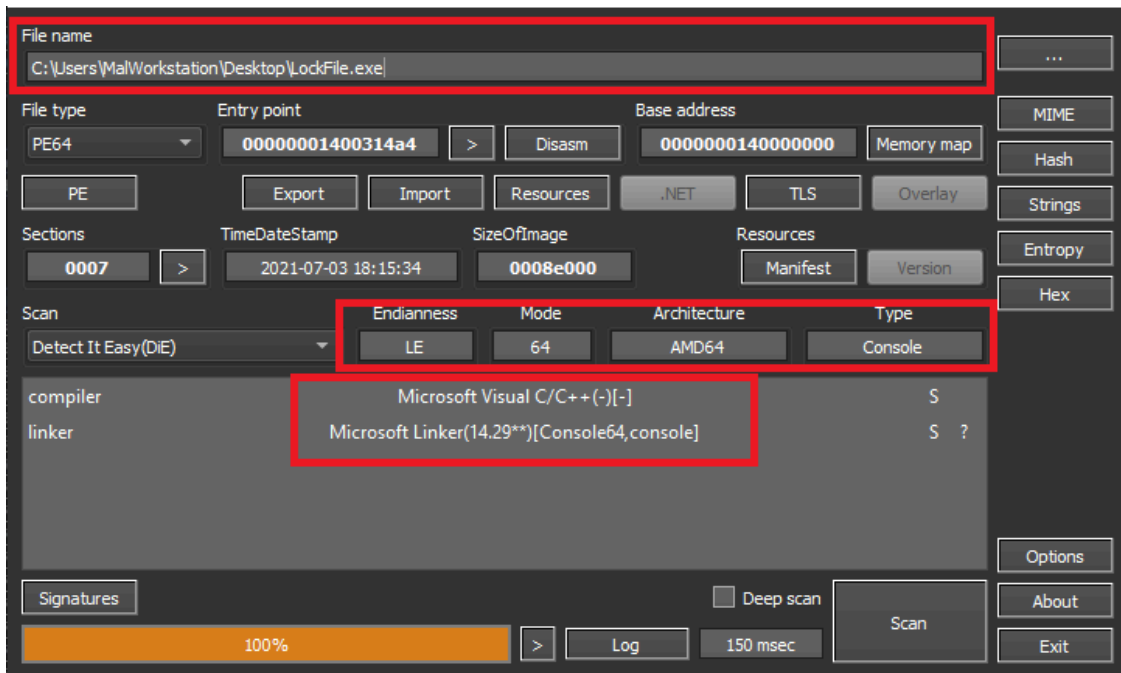 File name
C:\Users\MalWorkstation\Desktop\LockFile.exe
...
File type Entry point Base address
MIME
PE64 00000001400314a4 > Disasm 0000000140000000 Memory map
Hash
PE Export Import Resources .NET TLS Overlay
Strings
Sections TimeDateStamp SizeOfImage Resources
Entropy
0007 > 2021-07-03 18:15:34 0008e000 Manifest Version
Hex
Scan Endianness Mode Architecture Type
Detect It Easy(DiE) LE 64 AMD64 Console
compiler Microsoft Visual C/C++(-)[-] S
linker Microsoft Linker(14.29**)[Console64,console] S ?
Options
Signatures Deep scan
About
Scan
100% > Log 150 msec
Exit